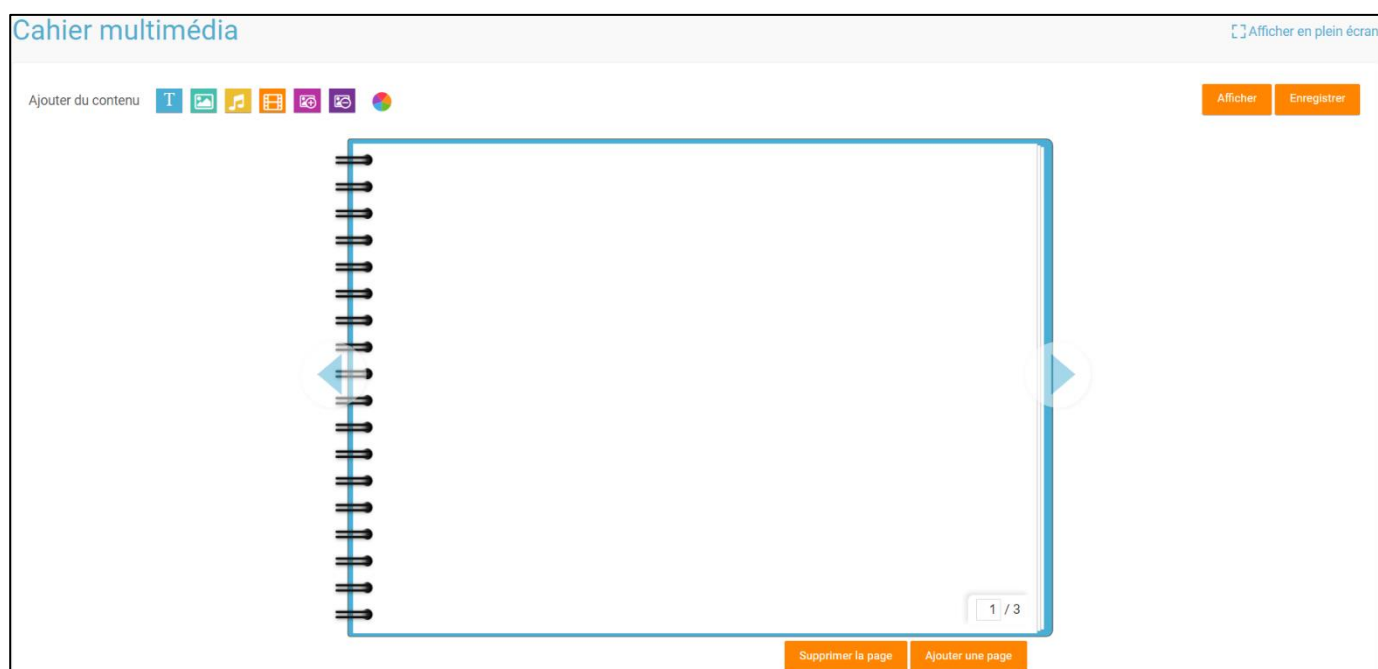 Cahier multimédia
Afficher en plein écran
Ajouter du contenu T
Afficher Enregistrer
1 / 3
Supprimer la page Ajouter une page